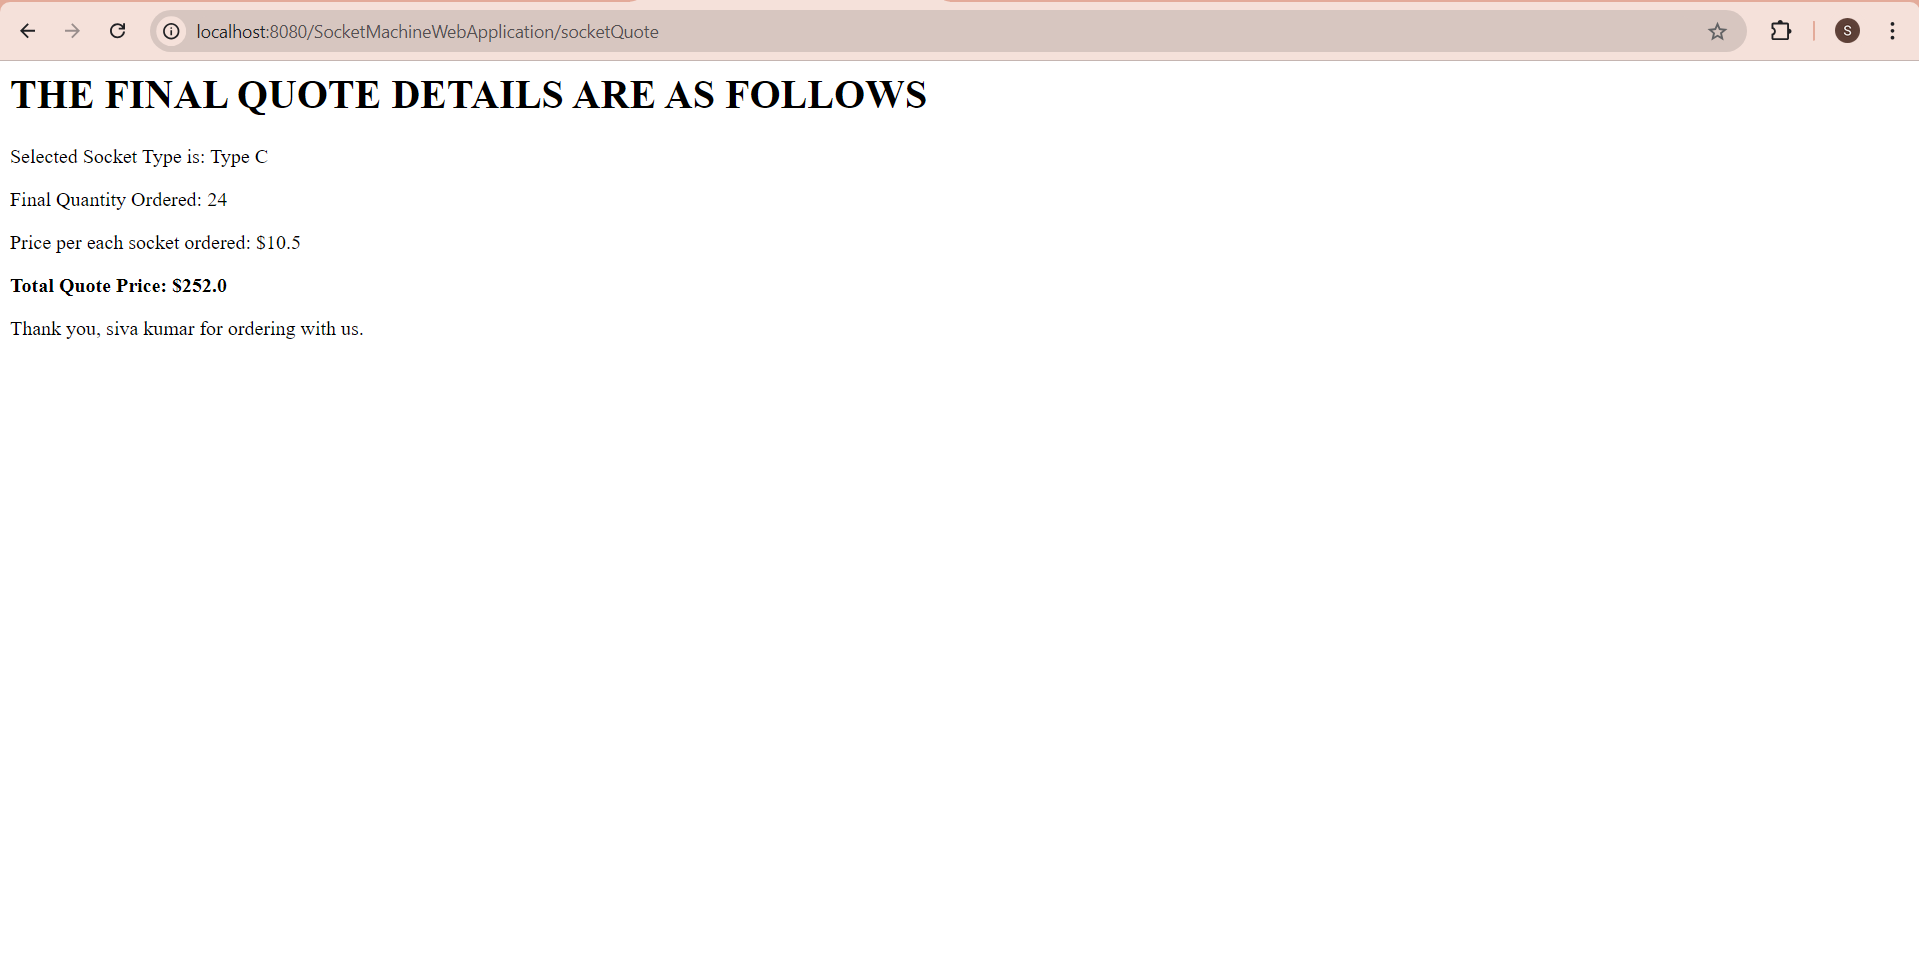 localhost:8080/SocketMachineWebApplication/socketQuote
S
THE FINAL QUOTE DETAILS ARE AS FOLLOWS
Selected Socket Type is: Type C
Final Quantity Ordered: 24
Price per each socket ordered: $10.5
Total Quote Price: $252.0
Thank you, siva kumar for ordering with us.